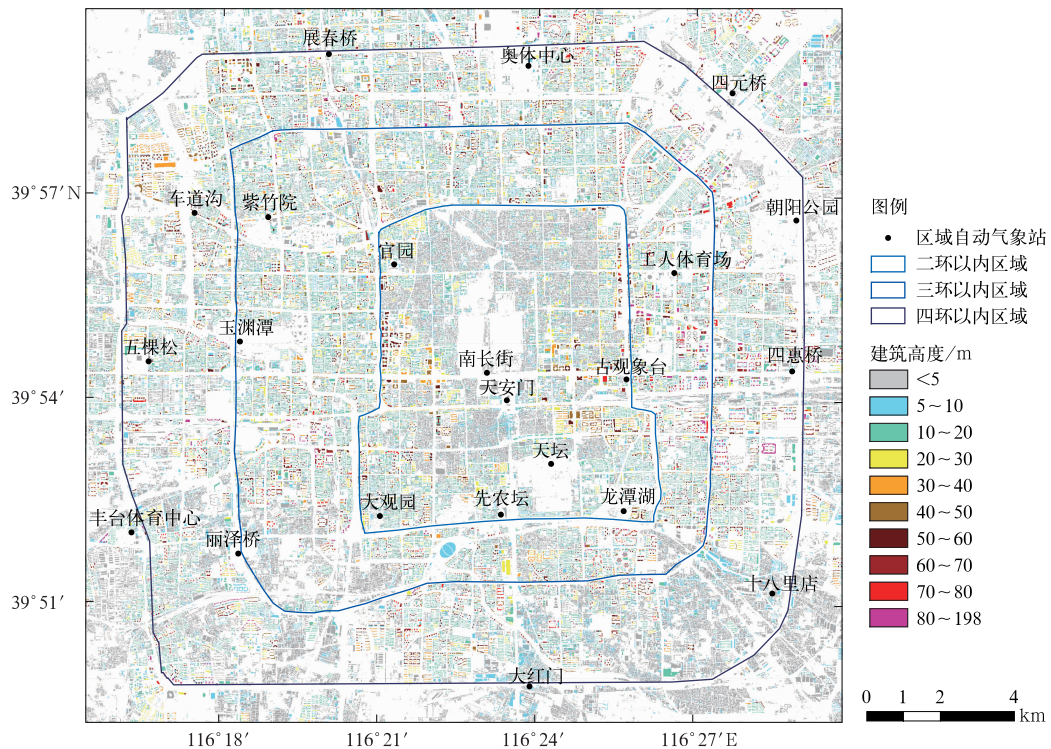 展春桥
奥体中心
四元桥
39°57′N
车道沟
紫竹院
朝阳公园
官园
工人体育场
玉渊潭
五棵松
南长街
古观象台
四惠桥
39°54′
天安门
天坛
大观园
先农坛
龙潭湖
丰台体育中心
丽泽桥
39°51′
十八里店
大红门
116°18′
116°21′
116°24′
116°27′E
图例
区域自动气象站
二环以内区域
三环以内区域
四环以内区域
建筑高度/m
<5
5~10
10~20
20~30
30~40
40~50
50~60
60~70
70~80
80~198
0 1 2 4
km